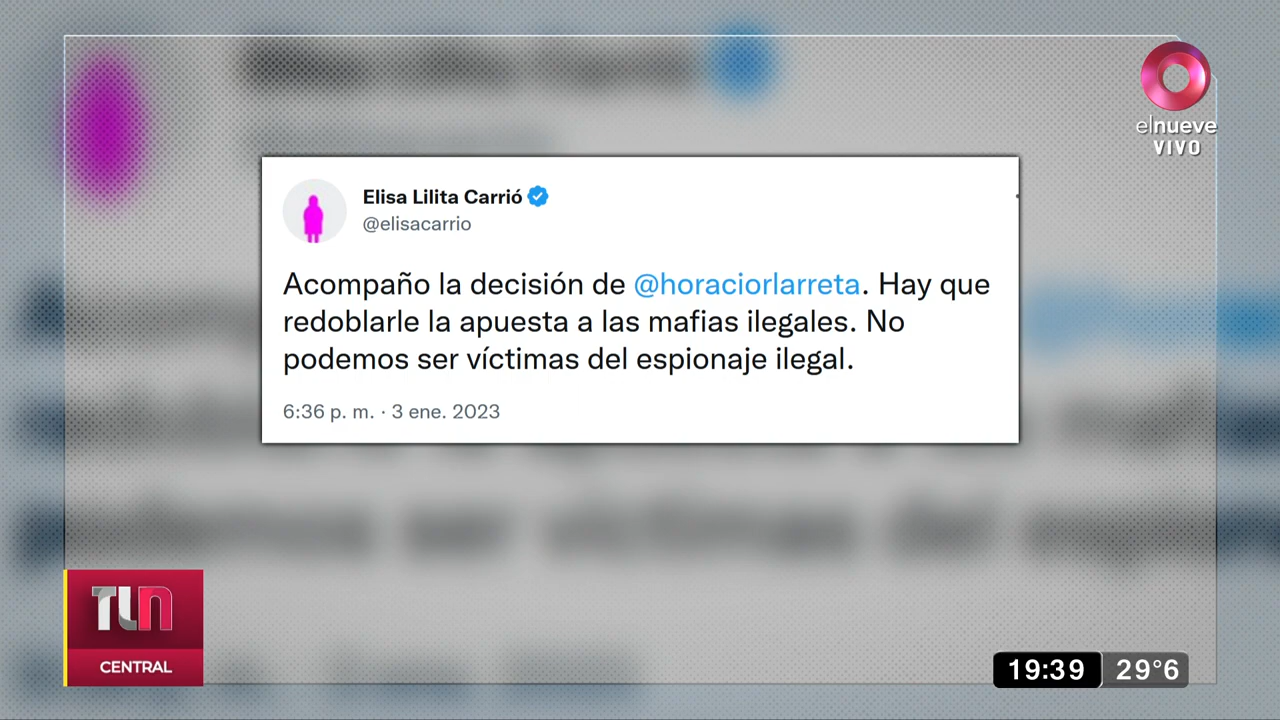 elnueve
VIVO
Elisa Lilita Carrió
@elisacarrio
Acompaño la decisión de @horaciorlarreta. Hay que
redoblarle la apuesta a las mafias ilegales. No
podemos ser víctimas del espionaje ilegal.
6:36 p. m. · 3 ene. 2023
TLN
CENTRAL
19:39 29°6